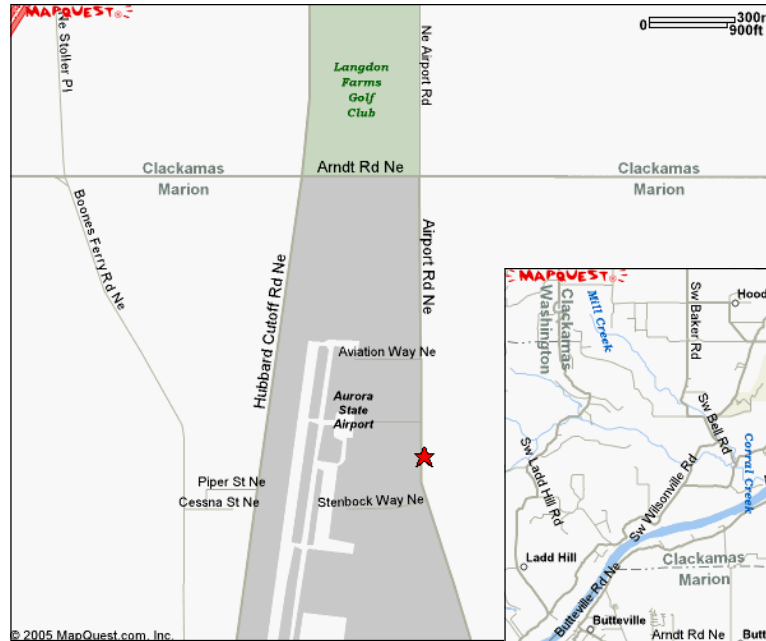 MAPQUEST
Ne Stoller Pl
Langdon
Farms
Golf
Club
Ne Airport Rd
0
300m
900ft
Clackamas
Marion
Arndt Rd Ne
Clackamas
Marion
Boones Ferry Rd Ne
Hubbard Cutoff Rd Ne
Airport Rd Ne
Aviation Way Ne
Aurora
State
Airport
Piper St Ne
Cessna St Ne
Stenbock Way Ne
© 2005 MapQuest.com, Inc.
MAPQUEST
Washington
Clackamas
Mill Creek
Sw Baker Rd
Hood
Sw Bell Rd
Corral Creek
Sw Ladd Hill Rd
Sw Wilsonville Rd
Ladd Hill
Clackamas
Marion
Butteville Rd Ne
Butteville
Arndt Rd Ne
Butt